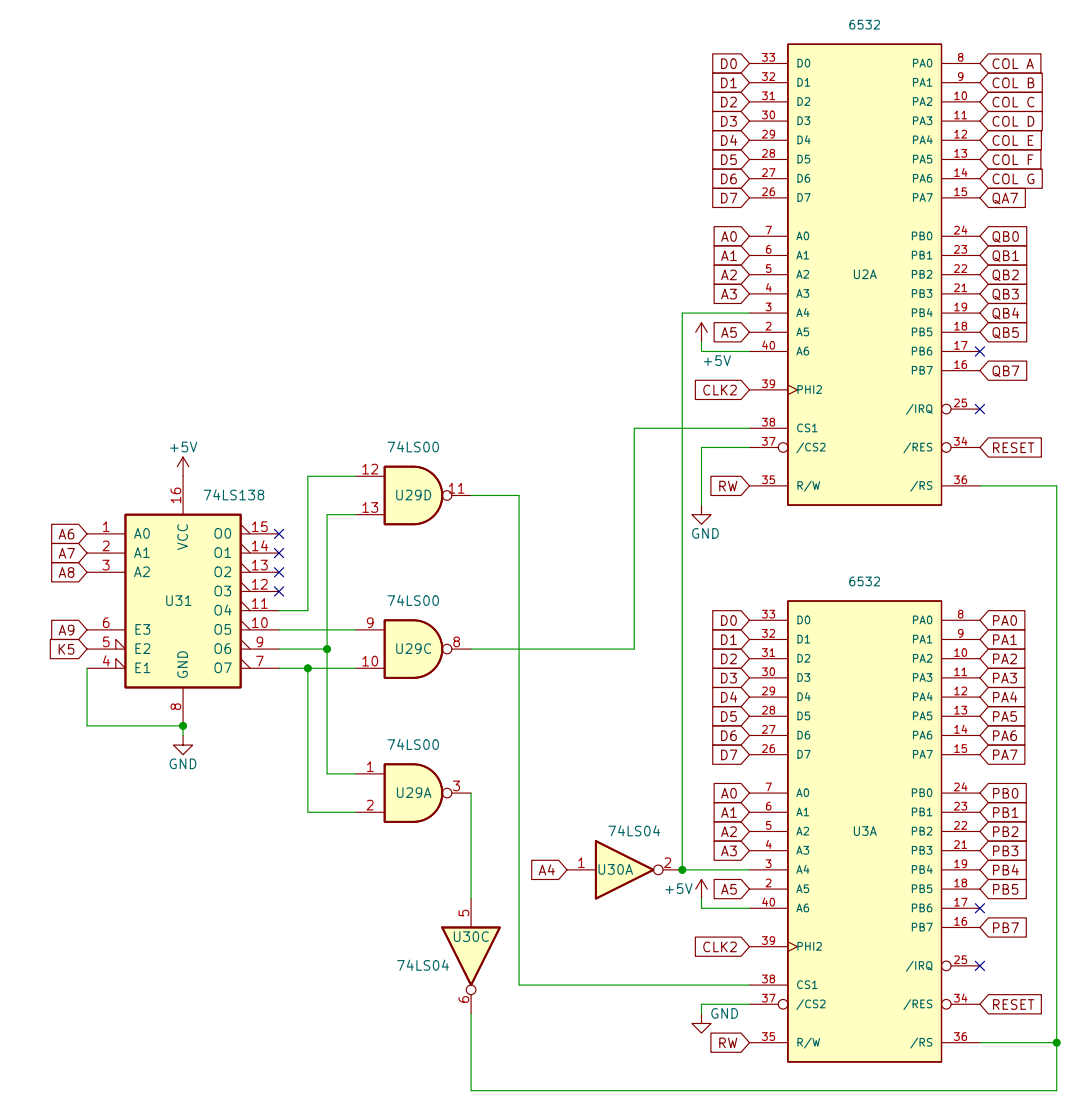 6532
D0 33 D0 PA0 8 COL A
D1 32 D1 PA1 9 COL B
D2 31 D2 PA2 10 COL C
D3 30 D3 PA3 11 COL D
D4 29 D4 PA4 12 COL E
D5 28 D5 PA5 13 COL F
D6 27 D6 PA6 14 COL G
D7 26 D7 PA7 15 QA7
A0 7 A0 PB0 24 QB0
A1 6 A1 PB1 23 QB1
A2 5 A2 U2A PB2 22 QB2
A3 4 A3 PB3 21 QB3
3 A4 PB4 19 QB4
A5 2 A5 PB5 18 QB5
40 A6 PB6 17
+5V
PB7 16 QB7
CLK2 39 PHI2
/IRQ 25
38 CS1
37 /CS2 /RES 34 RESET
RW 35 R/W /RS 36
GND
+5V
16
74LS138
A6 1 A0 VCC O0 15
A7 2 A1 O1 14
A8 3 A2 O2 13
O3 12
U31
O4 11
A9 6 E3 O5 10
K5 5 E2 O6 9
4 E1 GND O7 7
8
GND
74LS00
12
U29D 11
13
74LS00
9
U29C 8
10
74LS00
1
U29A 3
2
5
U30C
74LS04
6
74LS04
A4 1 U30A 2
6532
D0 33 D0 PA0 8 PA0
D1 32 D1 PA1 9 PA1
D2 31 D2 PA2 10 PA2
D3 30 D3 PA3 11 PA3
D4 29 D4 PA4 12 PA4
D5 28 D5 PA5 13 PA5
D6 27 D6 PA6 14 PA6
D7 26 D7 PA7 15 PA7
A0 7 A0 PB0 24 PB0
A1 6 A1 PB1 23 PB1
A2 5 A2 U3A PB2 22 PB2
A3 4 A3 PB3 21 PB3
3 A4 PB4 19 PB4
+5V A5 2 A5 PB5 18 PB5
40 A6 PB6 17
PB7 16 PB7
CLK2 39 PHI2
/IRQ 25
38 CS1
37 /CS2 /RES 34 RESET
GND
RW 35 R/W /RS 36